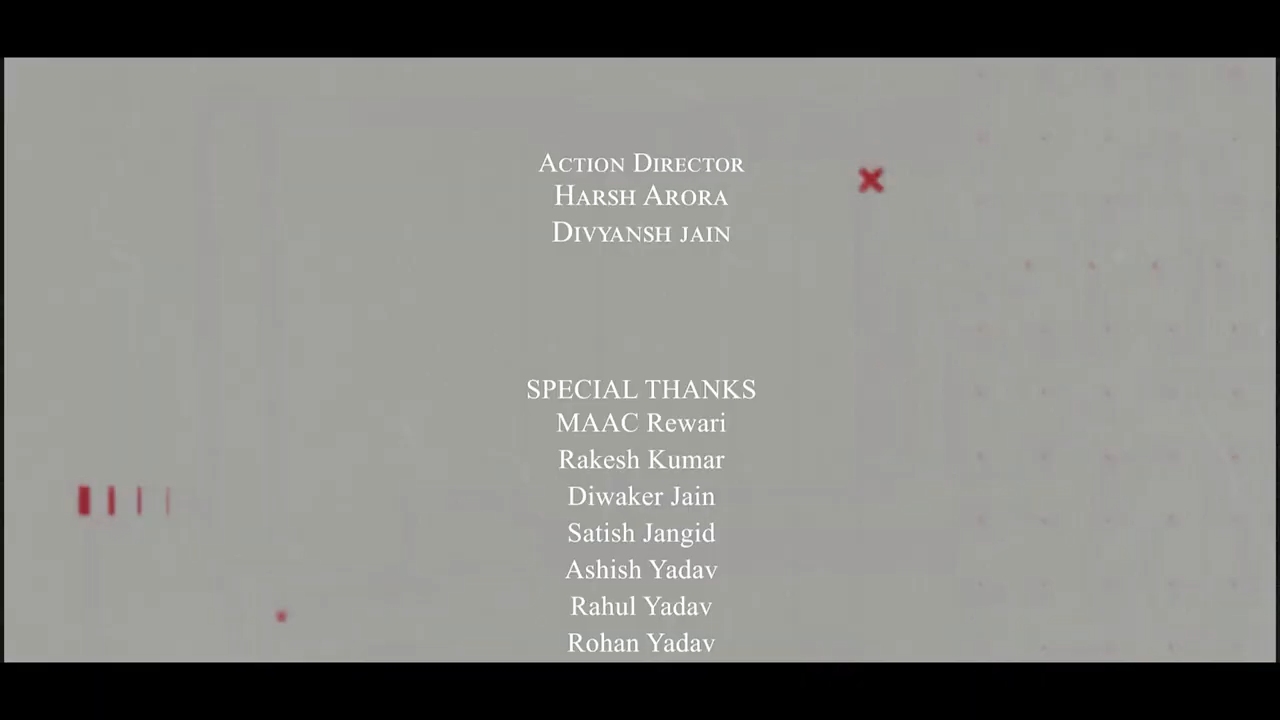 Action Director
Harsh Arora
Divyansh jain
SPECIAL THANKS
MAAC Rewari
Rakesh Kumar
Diwaker Jain
Satish Jangid
Ashish Yadav
Rahul Yadav
Rohan Yadav